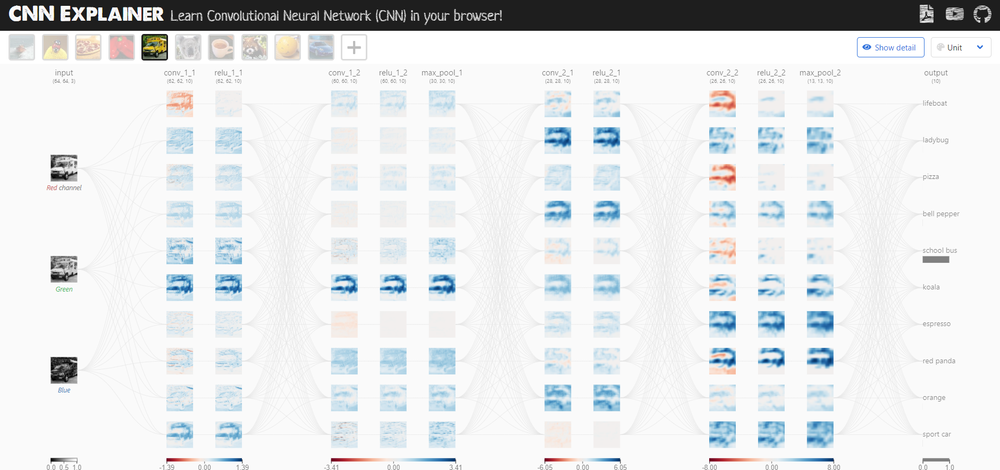 CNN EXPLAINER Learn Convolutional Neural Network (CNN) in your browser!
Show detail
Unit
input conv_1_1 relu_1_1 conv_1_2 relu_1_2 max_pool_1 conv_2_1 relu_2_1 conv_2_2 relu_2_2 max_pool_2 output
(64, 64, 3) (62, 62, 10) (62, 62, 10) (60, 60, 10) (60, 60, 10) (30, 30, 10) (28, 28, 10) (28, 28, 10) (26, 26, 10) (26, 26, 10) (13, 13, 10) (10)
lifeboat
ladybug
pizza
Red channel
bell pepper
school bus
koala
Green
espresso
red panda
Blue
orange
sport car
0.0 0.5 1.0 -1.39 0.00 1.39 -3.41 0.00 3.41 -6.05 0.00 6.05 -8.00 0.00 8.00 0.0 1.0